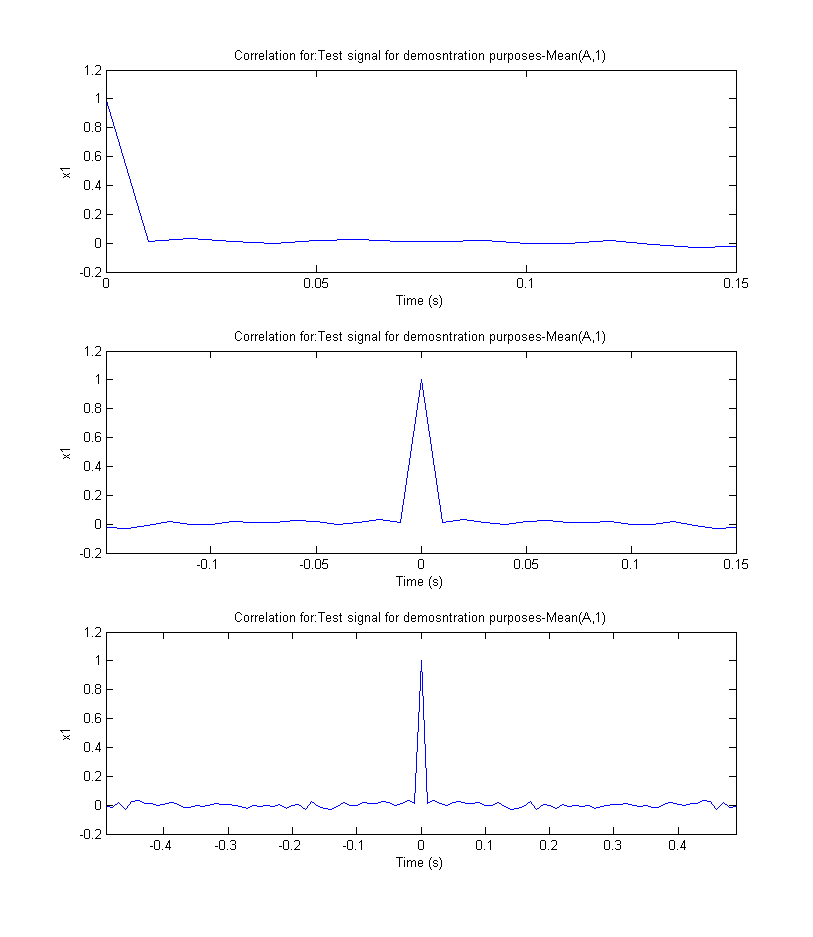 Correlation for:Test signal for demosntration purposes-Mean(A,1)
1.2
1
0.8
0.6
0.4
0.2
0
-0.2
x1
0 0.05 0.1 0.15
Time (s)
Correlation for:Test signal for demosntration purposes-Mean(A,1)
1.2
1
0.8
0.6
0.4
0.2
0
-0.2
x1
-0.1 -0.05 0 0.05 0.1 0.15
Time (s)
Correlation for:Test signal for demosntration purposes-Mean(A,1)
1.2
1
0.8
0.6
0.4
0.2
0
-0.2
x1
-0.4 -0.3 -0.2 -0.1 0 0.1 0.2 0.3 0.4
Time (s)